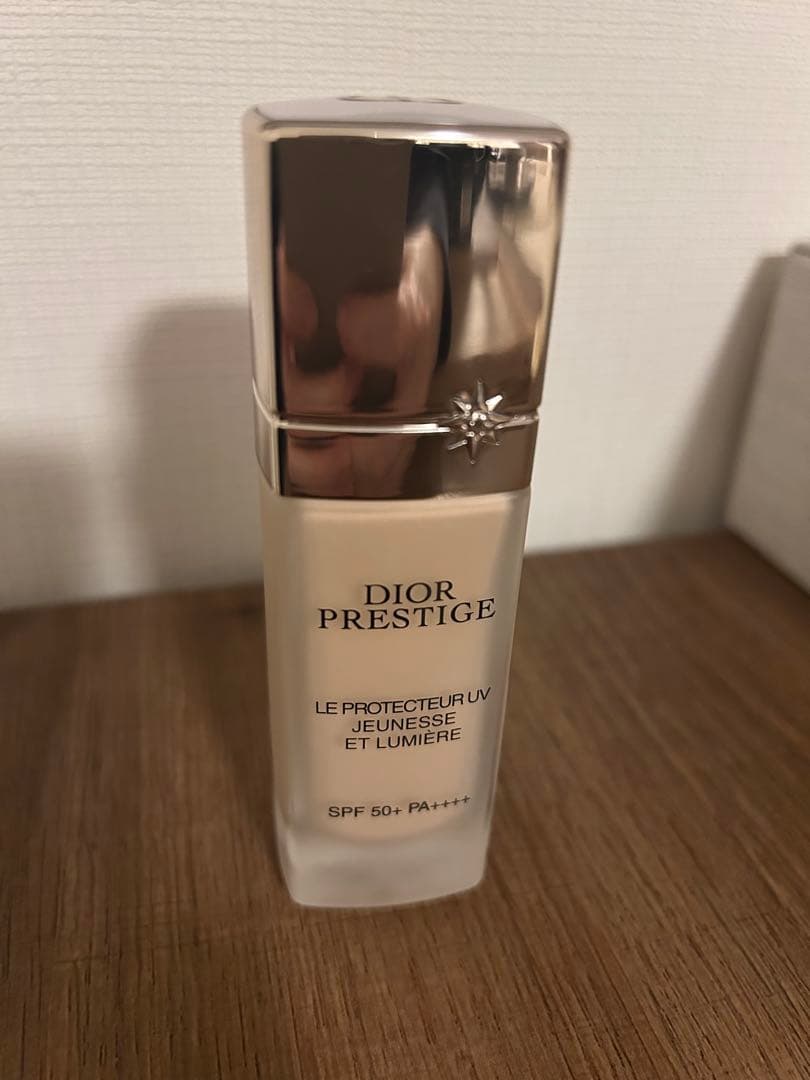 DIOR
PRESTIGE
LE PROTECTEUR UV
JEUNESSE
ET LUMIÈRE
SPF 50+ PA++++